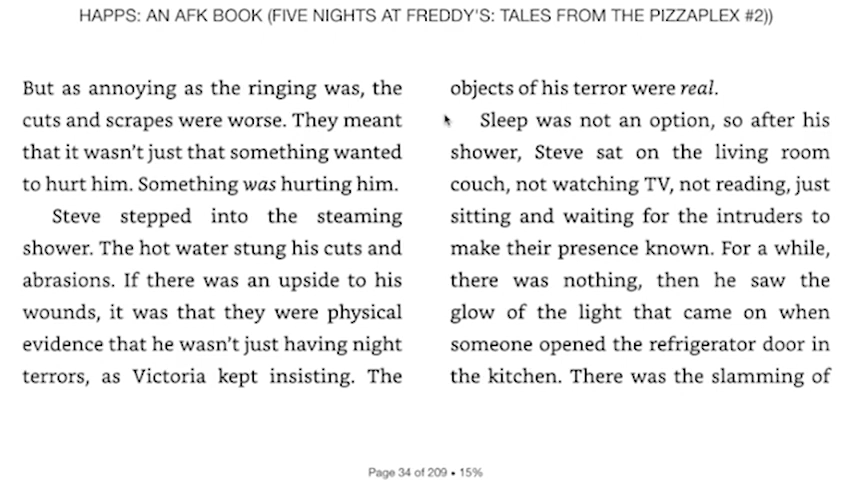 HAPPS: AN AFK BOOK (FIVE NIGHTS AT FREDDY'S: TALES FROM THE PIZZAPLEX #2))
But as annoying as the ringing was, the
cuts and scrapes were worse. They meant
that it wasn't just that something wanted
to hurt him. Something was hurting him.
Steve stepped into the steaming
shower. The hot water stung his cuts and
abrasions. If there was an upside to his
wounds, it was that they were physical
evidence that he wasn't just having night
terrors, as Victoria kept insisting. The
objects of his terror were real.
Sleep was not an option, so after his
shower, Steve sat on the living room
couch, not watching TV, not reading, just
sitting and waiting for the intruders to
make their presence known. For a while,
there was nothing, then he saw the
glow of the light that came on when
someone opened the refrigerator door in
the kitchen. There was the slamming of
Page 34 of 209 • 15%